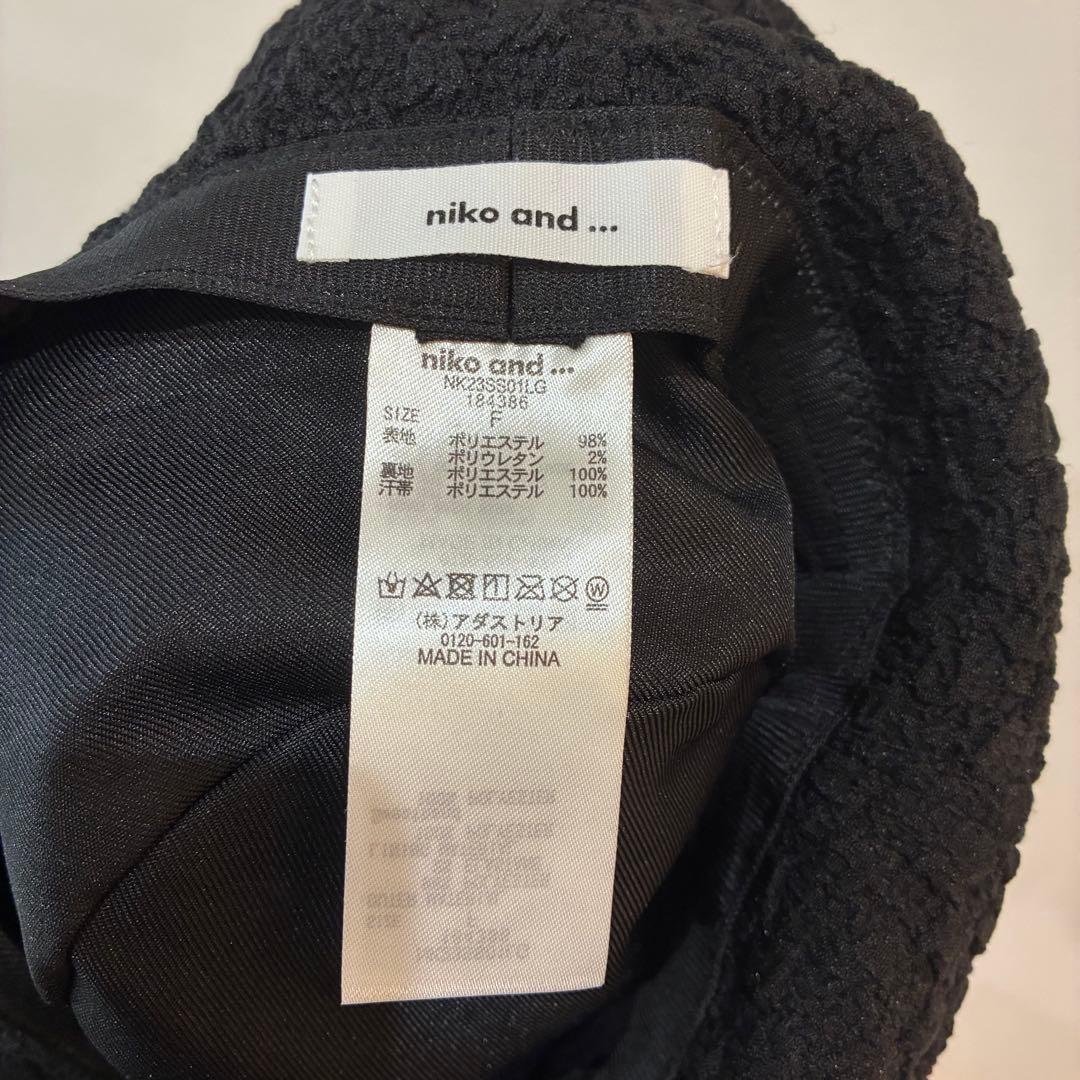 niko and ...
niko and ...
NK23SS01LG
184386
SIZE F
表地 ポリエステル 98%
ポリウレタン 2%
裏地 ポリエステル 100%
汗帯 ポリエステル 100%
W
(株)アダストリア
0120-601-162
MADE IN CHINA